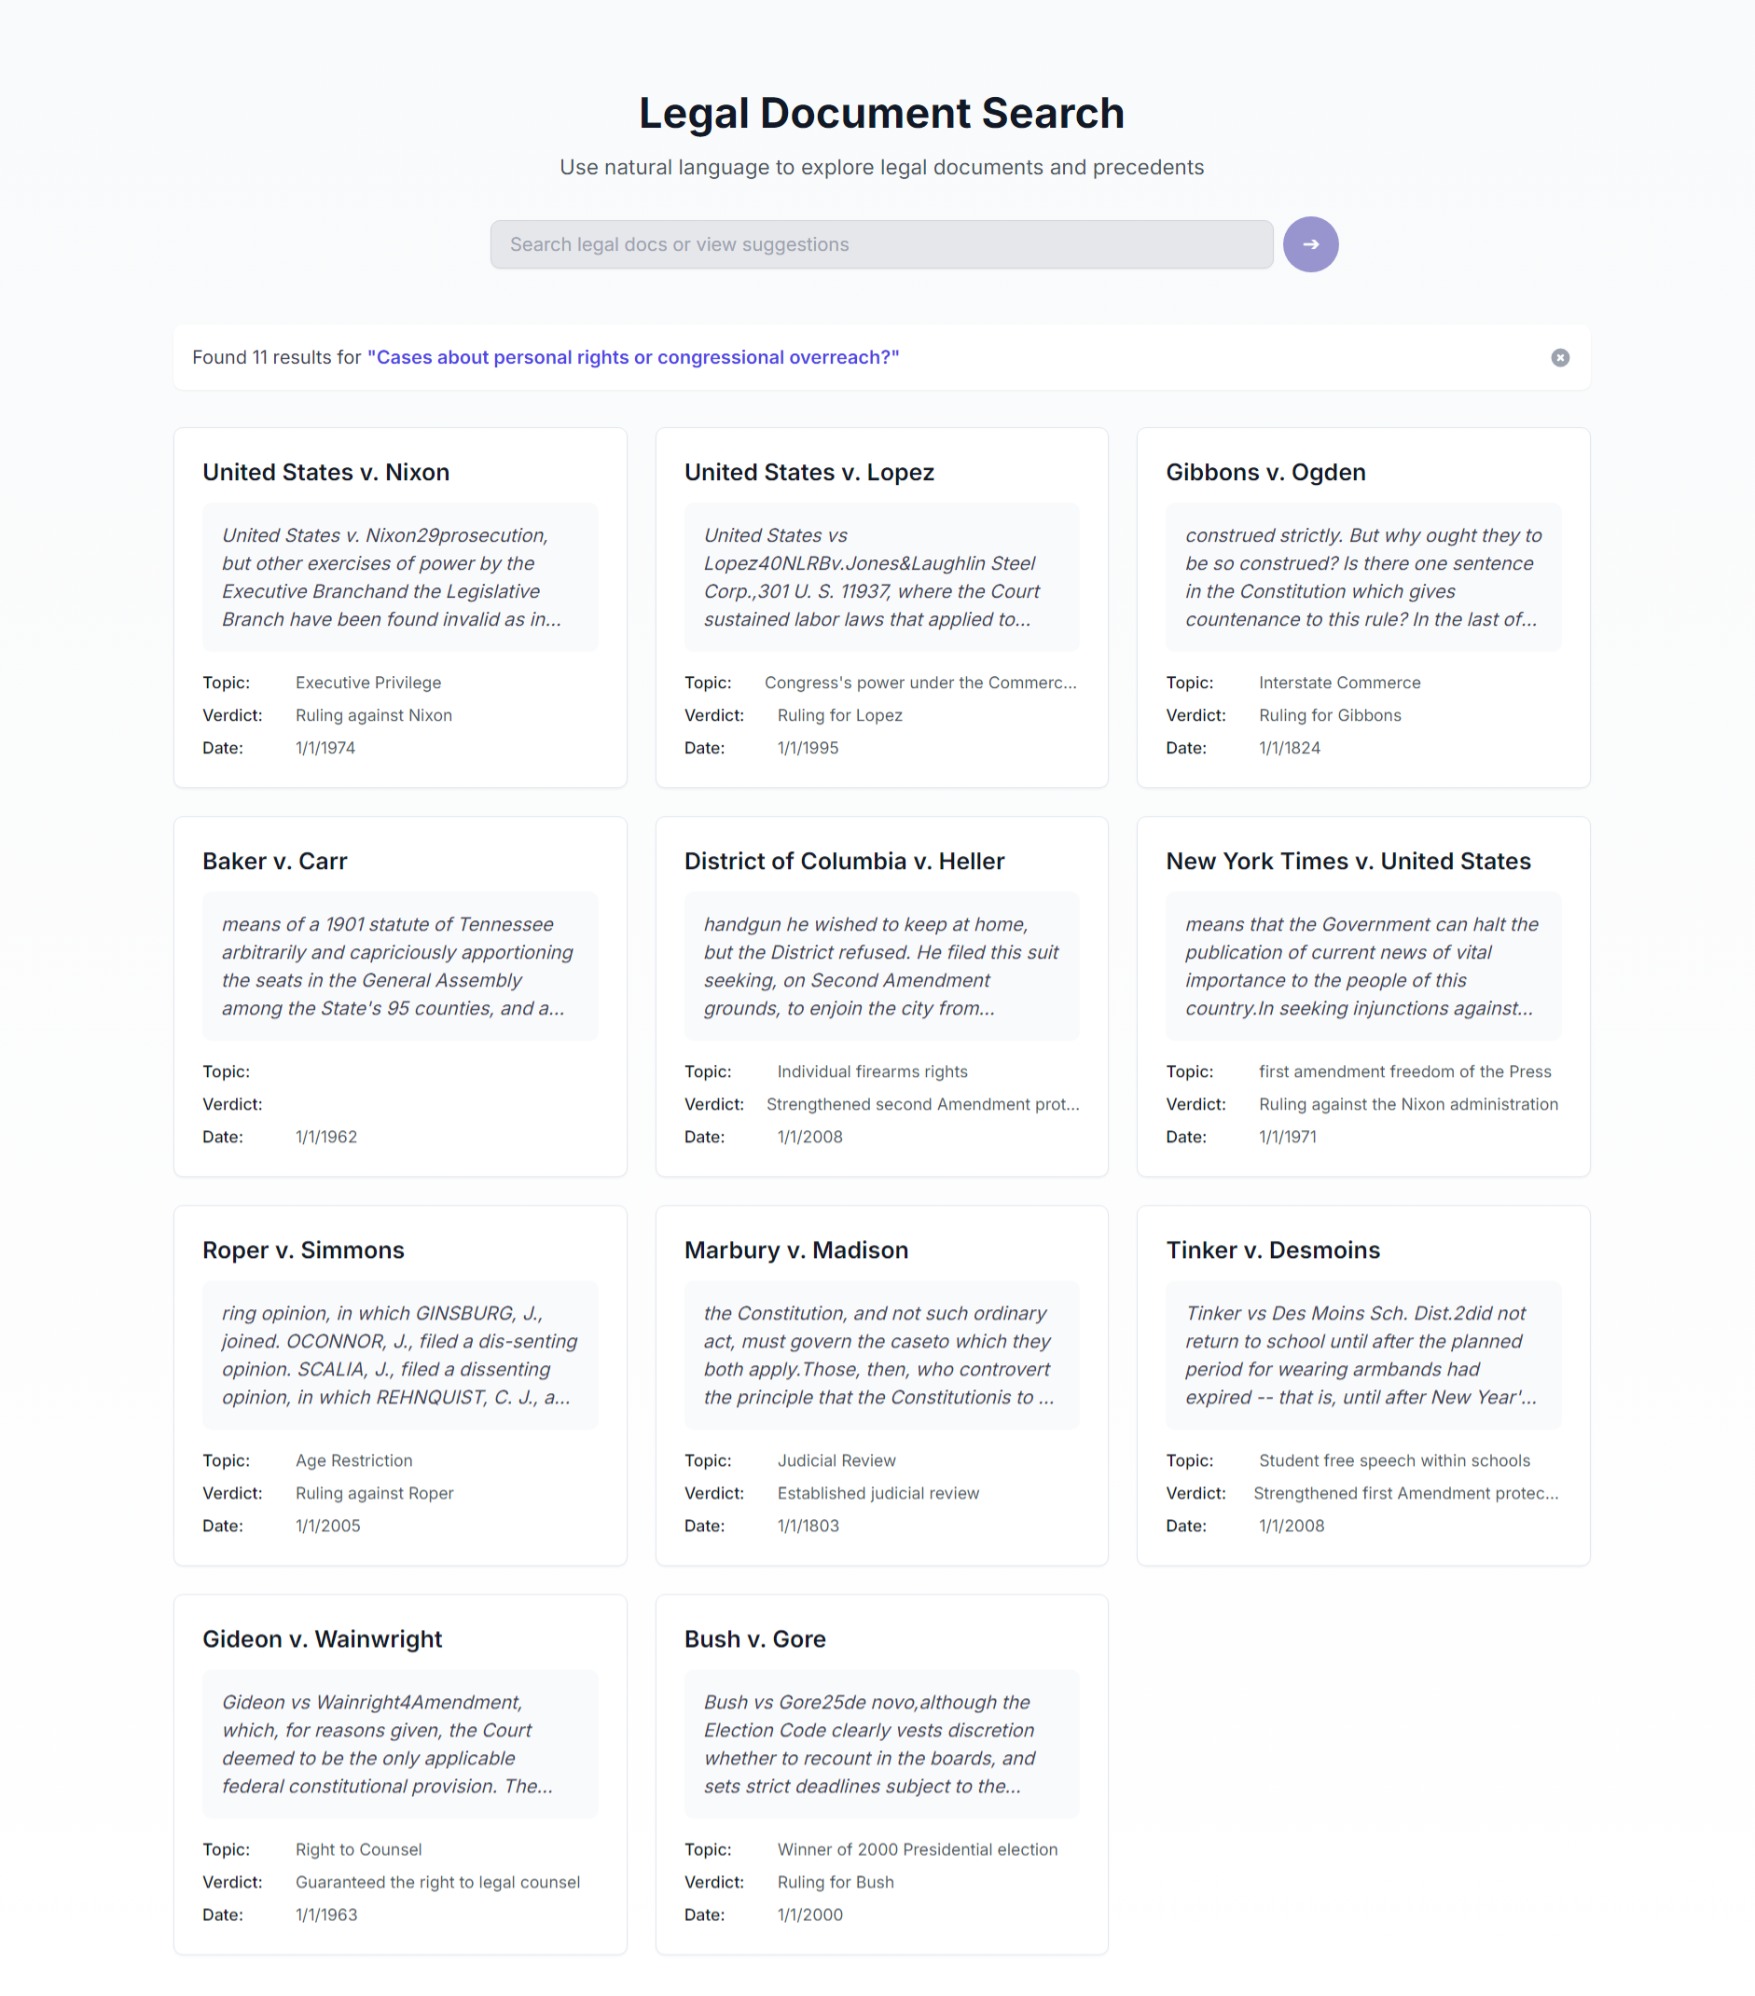 Legal Document Search
Use natural language to explore legal documents and precedents
Search legal docs or view suggestions
➔
Found 11 results for "Cases about personal rights or congressional overreach?"
United States v. Nixon
United States v. Nixon29prosecution,
but other exercises of power by the
Executive Branchand the Legislative
Branch have been found invalid as in...
Topic: Executive Privilege
Verdict: Ruling against Nixon
Date: 1/1/1974
United States v. Lopez
United States vs
Lopez40NLRBv.Jones&Laughlin Steel
Corp.,301 U. S. 11937, where the Court
sustained labor laws that applied to...
Topic: Congress's power under the Commerc...
Verdict: Ruling for Lopez
Date: 1/1/1995
Gibbons v. Ogden
construed strictly. But why ought they to
be so construed? Is there one sentence
in the Constitution which gives
countenance to this rule? In the last of...
Topic: Interstate Commerce
Verdict: Ruling for Gibbons
Date: 1/1/1824
Baker v. Carr
means of a 1901 statute of Tennessee
arbitrarily and capriciously apportioning
the seats in the General Assembly
among the State's 95 counties, and a...
Topic:
Verdict:
Date: 1/1/1962
District of Columbia v. Heller
handgun he wished to keep at home,
but the District refused. He filed this suit
seeking, on Second Amendment
grounds, to enjoin the city from...
Topic: Individual firearms rights
Verdict: Strengthened second Amendment prot...
Date: 1/1/2008
New York Times v. United States
means that the Government can halt the
publication of current news of vital
importance to the people of this
country.In seeking injunctions against...
Topic: first amendment freedom of the Press
Verdict: Ruling against the Nixon administration
Date: 1/1/1971
Roper v. Simmons
ring opinion, in which GINSBURG, J.,
joined. OCONNOR, J., filed a dis-senting
opinion. SCALIA, J., filed a dissenting
opinion, in which REHNQUIST, C. J., a...
Topic: Age Restriction
Verdict: Ruling against Roper
Date: 1/1/2005
Marbury v. Madison
the Constitution, and not such ordinary
act, must govern the caseto which they
both apply.Those, then, who controvert
the principle that the Constitutionis to ...
Topic: Judicial Review
Verdict: Established judicial review
Date: 1/1/1803
Tinker v. Desmoins
Tinker vs Des Moins Sch. Dist.2did not
return to school until after the planned
period for wearing armbands had
expired -- that is, until after New Year'...
Topic: Student free speech within schools
Verdict: Strengthened first Amendment protec...
Date: 1/1/2008
Gideon v. Wainwright
Gideon vs Wainright4Amendment,
which, for reasons given, the Court
deemed to be the only applicable
federal constitutional provision. The...
Topic: Right to Counsel
Verdict: Guaranteed the right to legal counsel
Date: 1/1/1963
Bush v. Gore
Bush vs Gore25de novo,although the
Election Code clearly vests discretion
whether to recount in the boards, and
sets strict deadlines subject to the...
Topic: Winner of 2000 Presidential election
Verdict: Ruling for Bush
Date: 1/1/2000